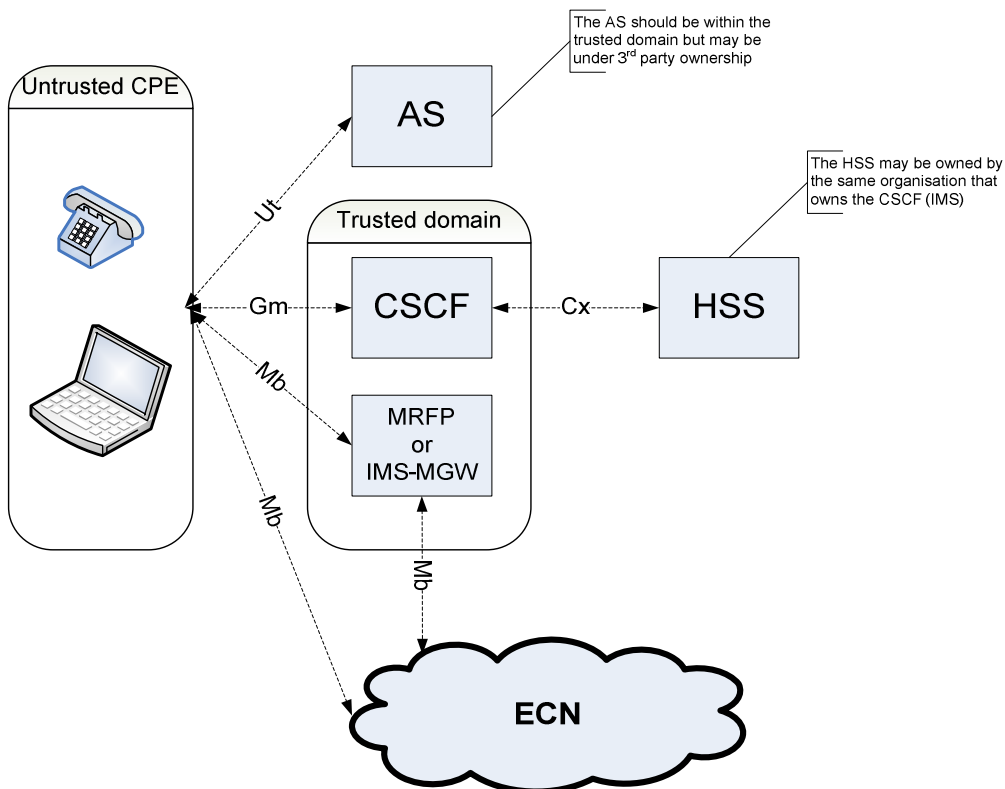 The AS should be within the
trusted domain but may be
under 3rd party ownership
Untrusted CPE
AS
The HSS may be owned by
the same organisation that
owns the CSCF (IMS)
Ut
Trusted domain
Gm
CSCF
Cx
HSS
Mb
MRFP
or
IMS-MGW
Mb
Mb
ECN